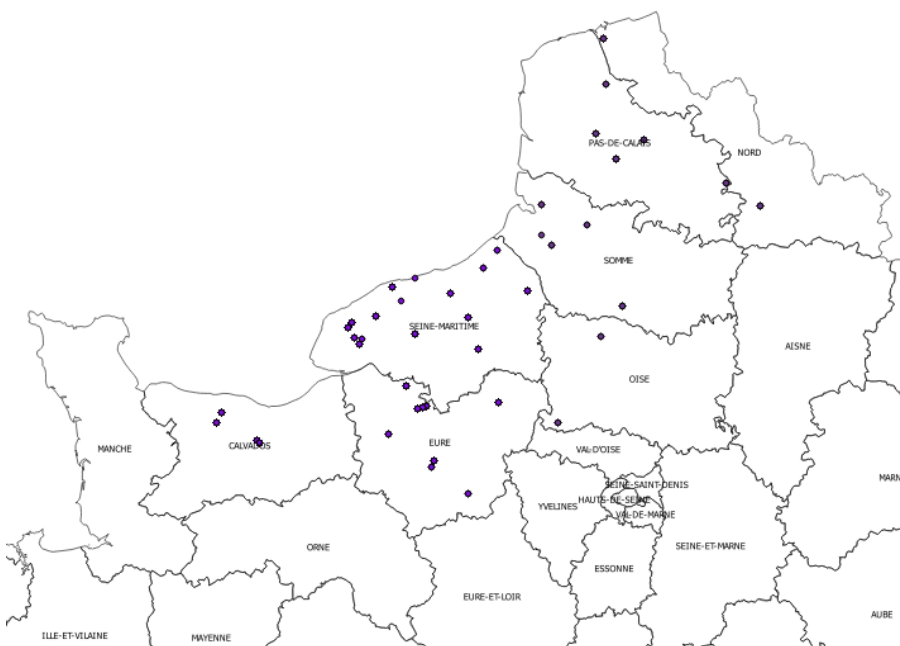 PAS-DE-CALAIS
NORD
SOMME
SEINE-MARITIME
AISNE
OISE
EURE
CALVADOS
MANCHE
VAL-D'OISE
MARN
SEINE-SAINT-DENIS
HAUTS-DE-SEINE
YVELINES
VAL-DE-MARNE
ORNE
SEINE-ET-MARNE
ESSONNE
EURE-ET-LOIR
AUBE
ILLE-ET-VILAINE
MAYENNE